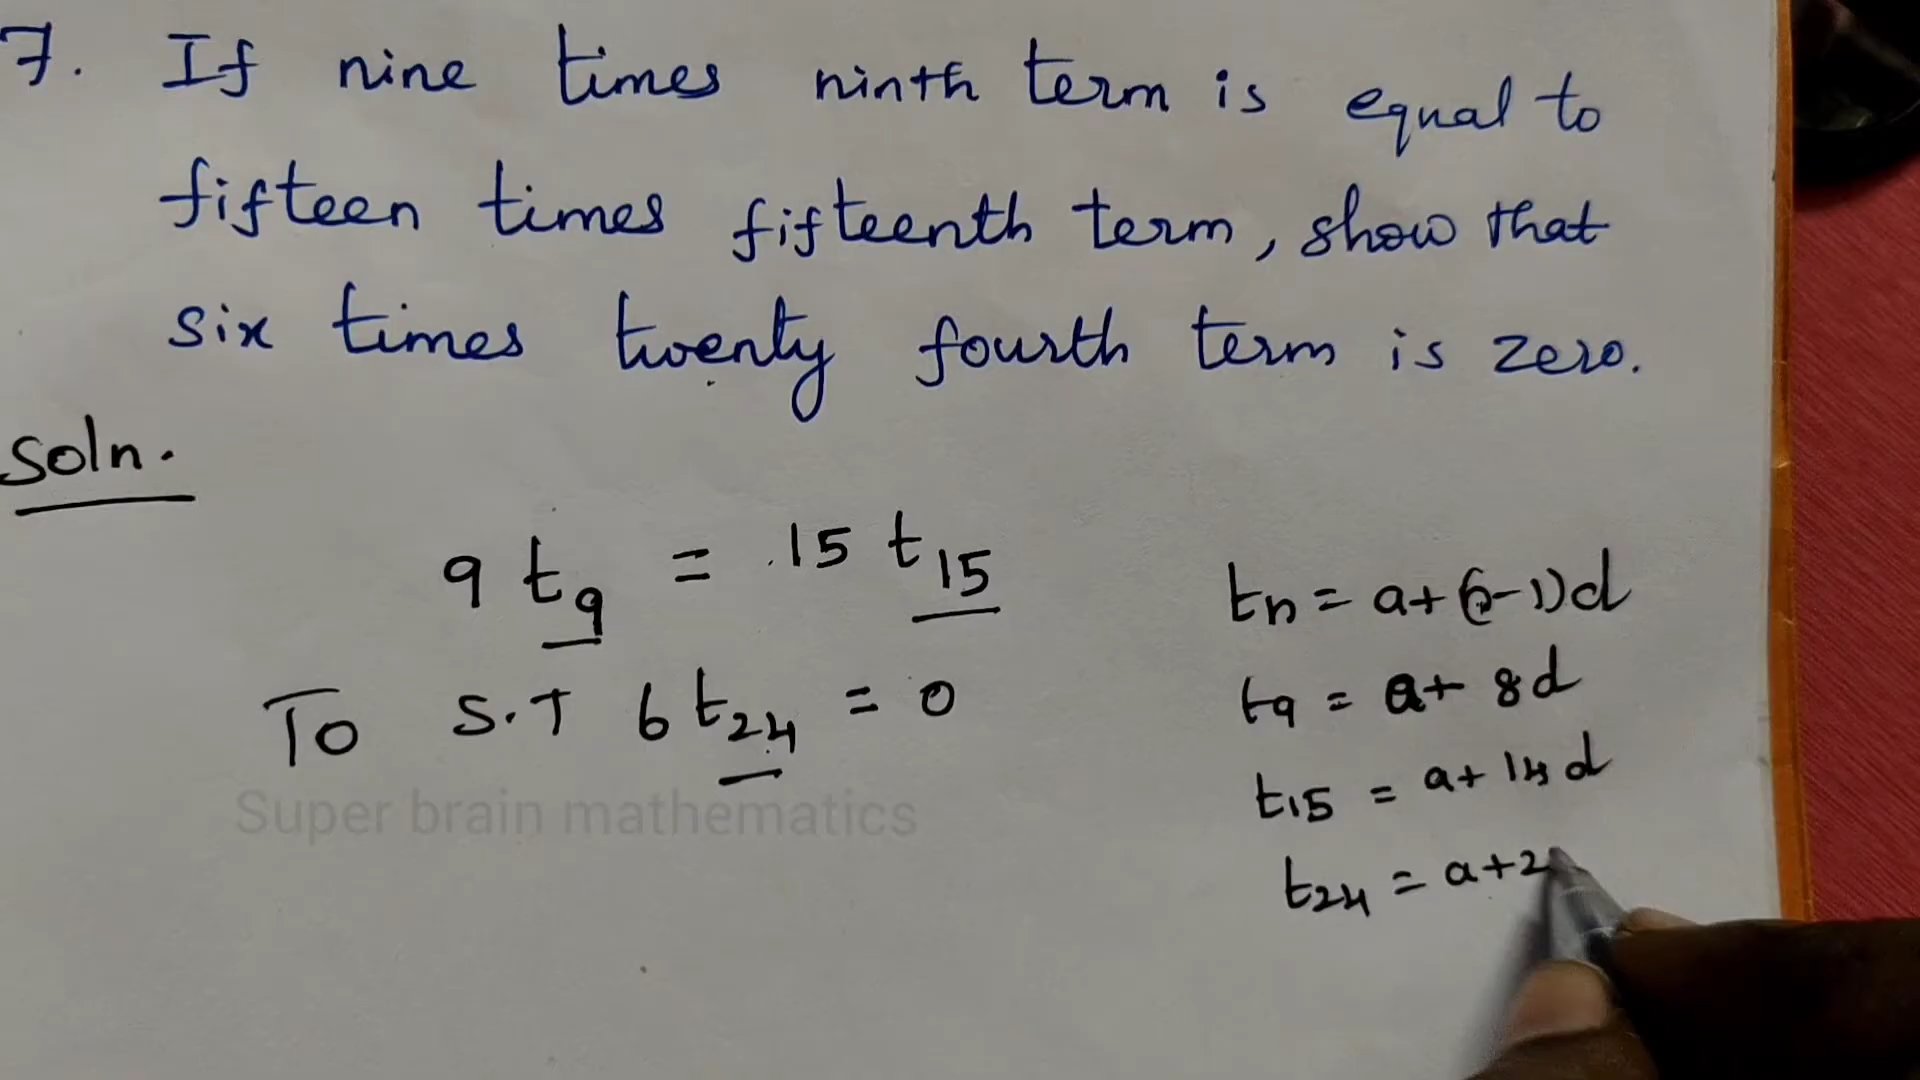 7. If nine times ninth term is equal to
fifteen times fifteenth term, show that
six times twenty fourth term is zero.
Soln.
9 t9 = 15 t15
To S.T 6 t24 = 0
Super brain mathematics
tn = a+(n-1)d
t9 = a+ 8d
t15 = a+ 14d
t24 = a+2